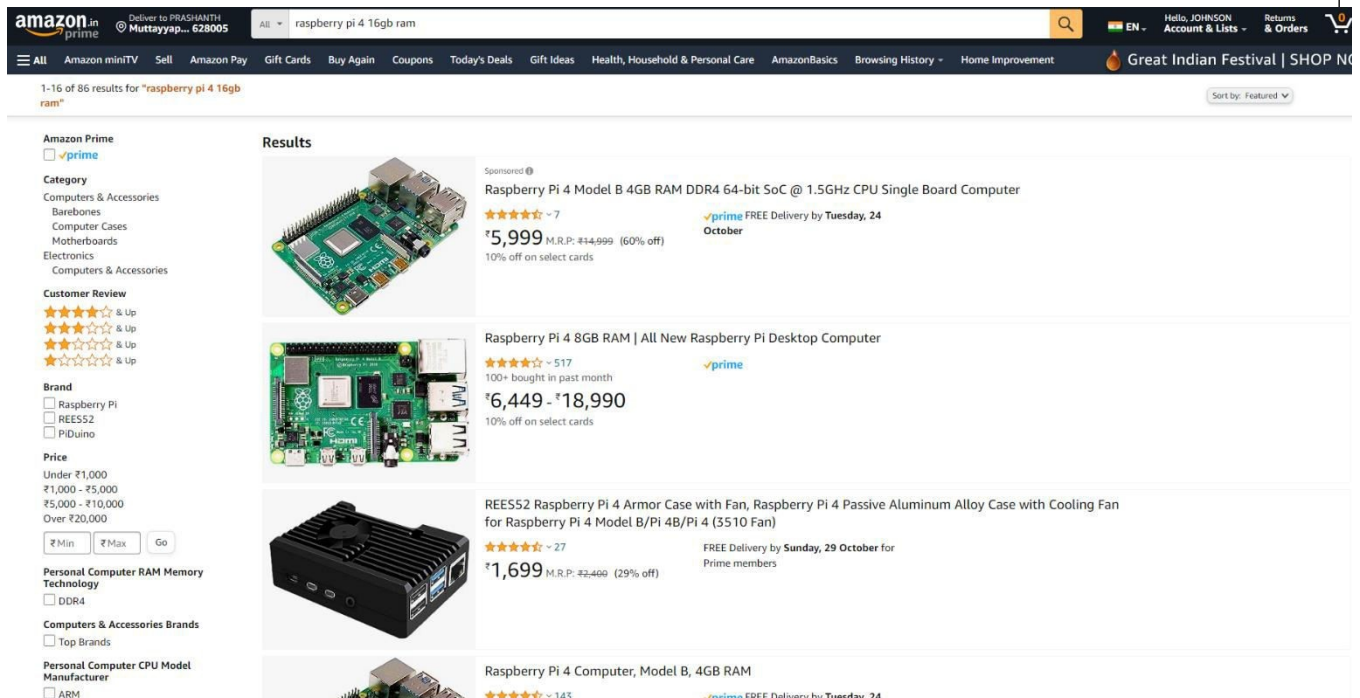 amazon.in
prime
Deliver to PRASHANTH
Muttayyap... 628005
All
raspberry pi 4 16gb ram
EN
Hello, JOHNSON
Account & Lists
Returns
& Orders
0
All Amazon miniTV Sell Amazon Pay Gift Cards Buy Again Coupons Today's Deals Gift Ideas Health, Household & Personal Care AmazonBasics Browsing History Home Improvement
Great Indian Festival | SHOP NO
1-16 of 86 results for "raspberry pi 4 16gb
ram"
Sort by: Featured
Amazon Prime
prime
Category
Computers & Accessories
Barebones
Computer Cases
Motherboards
Electronics
Computers & Accessories
Customer Review
& Up
& Up
& Up
& Up
Brand
Raspberry Pi
REES52
PiDuino
Price
Under ₹1,000
₹1,000 - ₹5,000
₹5,000 - ₹10,000
Over ₹20,000
₹ Min ₹ Max Go
Personal Computer RAM Memory
Technology
DDR4
Computers & Accessories Brands
Top Brands
Personal Computer CPU Model
Manufacturer
ARM
Results
Sponsored
Raspberry Pi 4 Model B 4GB RAM DDR4 64-bit SoC @ 1.5GHz CPU Single Board Computer
7
₹5,999 M.R.P: ₹14,999 (60% off)
10% off on select cards
prime FREE Delivery by Tuesday, 24
October
Raspberry Pi 4 8GB RAM | All New Raspberry Pi Desktop Computer
517
100+ bought in past month
₹6,449 - ₹18,990
10% off on select cards
prime
HDMI
REES52 Raspberry Pi 4 Armor Case with Fan, Raspberry Pi 4 Passive Aluminum Alloy Case with Cooling Fan
for Raspberry Pi 4 Model B/Pi 4B/Pi 4 (3510 Fan)
27
₹1,699 M.R.P: ₹2,400 (29% off)
FREE Delivery by Sunday, 29 October for
Prime members
Raspberry Pi 4 Computer, Model B, 4GB RAM
143
prime FREE Delivery by Tuesday, 24